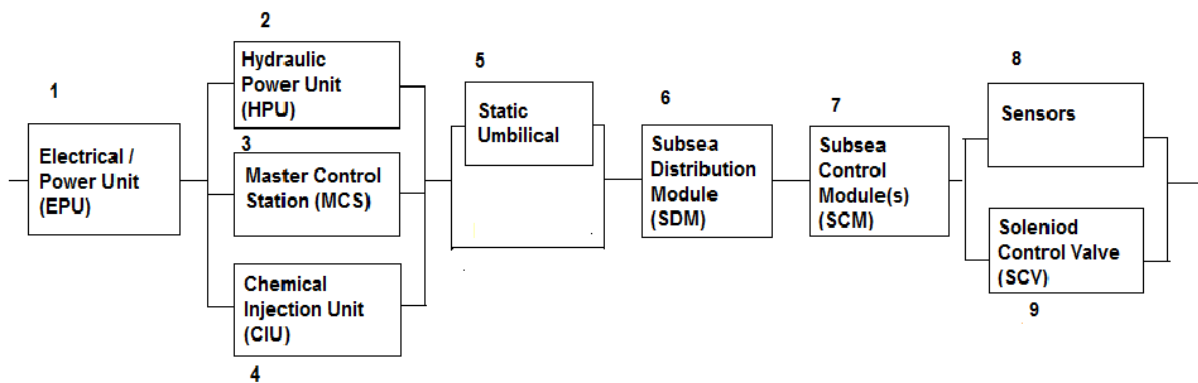 1
Electrical /
Power Unit
(EPU)
2
Hydraulic
Power Unit
(HPU)
3
Master Control
Station (MCS)
Chemical
Injection Unit
(CIU)
4
5
Static
Umbilical
6
Subsea
Distribution
Module
(SDM)
7
Subsea
Control
Module(s)
(SCM)
8
Sensors
Soleniod
Control Valve
(SCV)
9